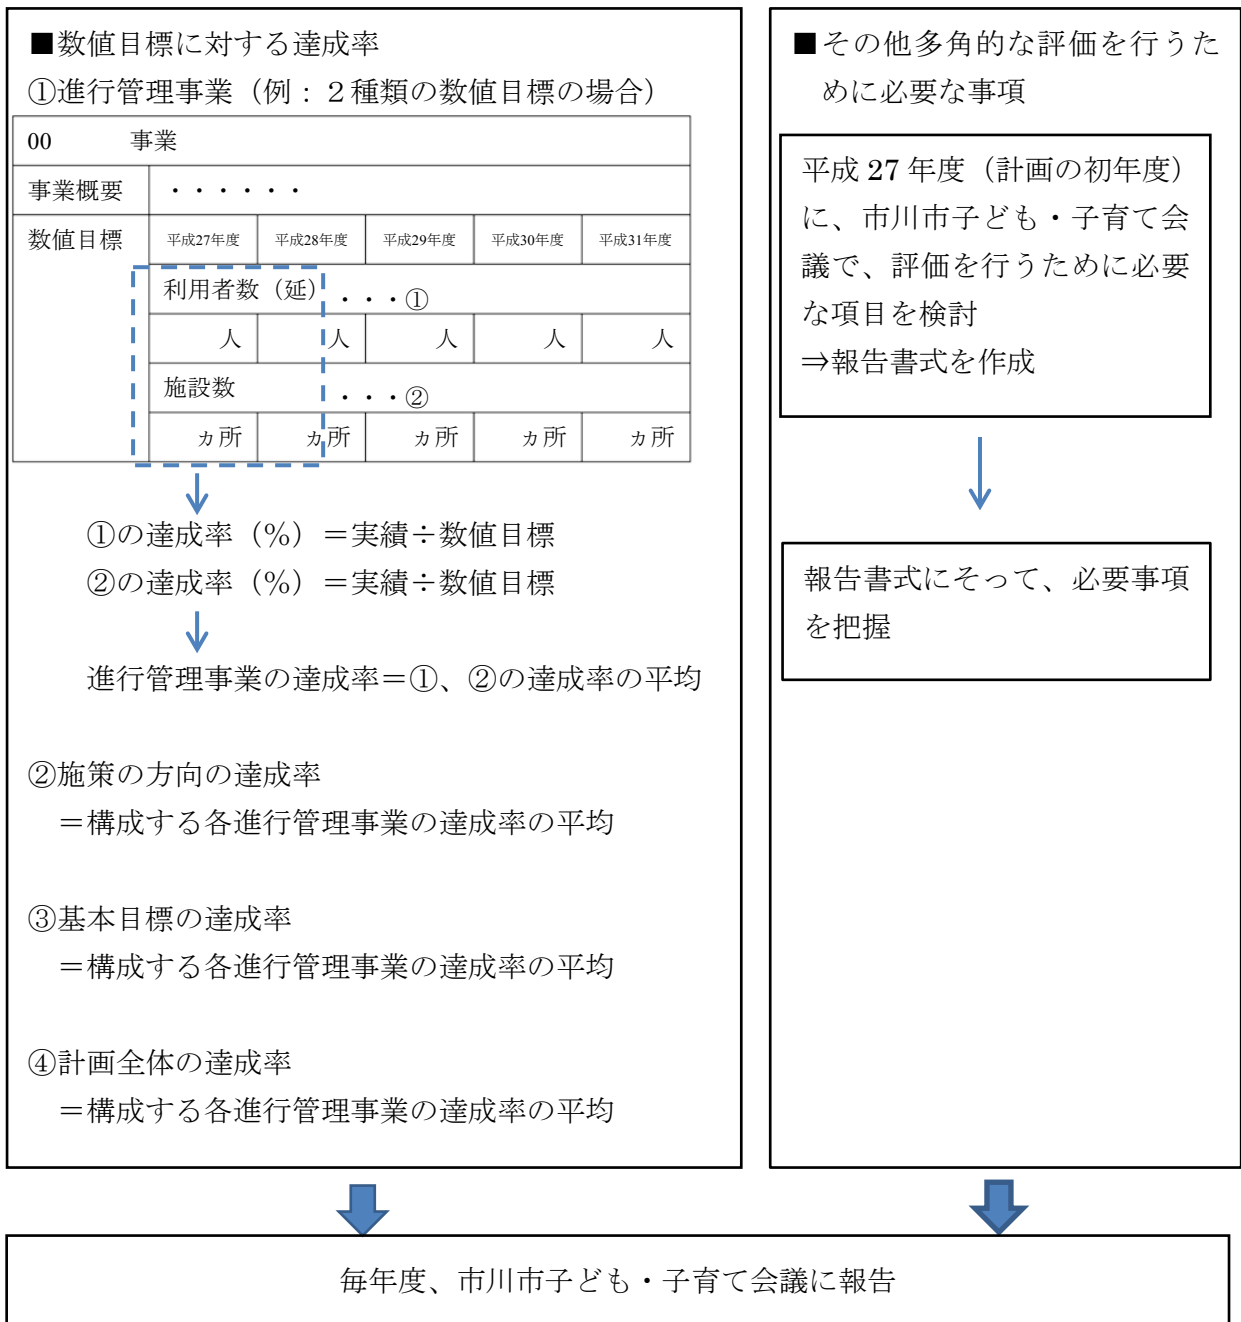 ■数値目標に対する達成率
①進行管理事業（例：２種類の数値目標の場合）
00 事業
事業概要 ・・・・・・
数値目標 平成27年度 平成28年度 平成29年度 平成30年度 平成31年度
利用者数（延） ・・・①
人 人 人 人 人
施設数 ・・・②
ヵ所 ヵ所 ヵ所 ヵ所 ヵ所
①の達成率（％）＝実績÷数値目標
②の達成率（％）＝実績÷数値目標
進行管理事業の達成率＝①、②の達成率の平均
②施策の方向の達成率
＝構成する各進行管理事業の達成率の平均
③基本目標の達成率
＝構成する各進行管理事業の達成率の平均
④計画全体の達成率
＝構成する各進行管理事業の達成率の平均
■その他多角的な評価を行うた
めに必要な事項
平成 27 年度（計画の初年度）
に、市川市子ども・子育て会
議で、評価を行うために必要
な項目を検討
⇒報告書式を作成
報告書式にそって、必要事項
を把握
毎年度、市川市子ども・子育て会議に報告